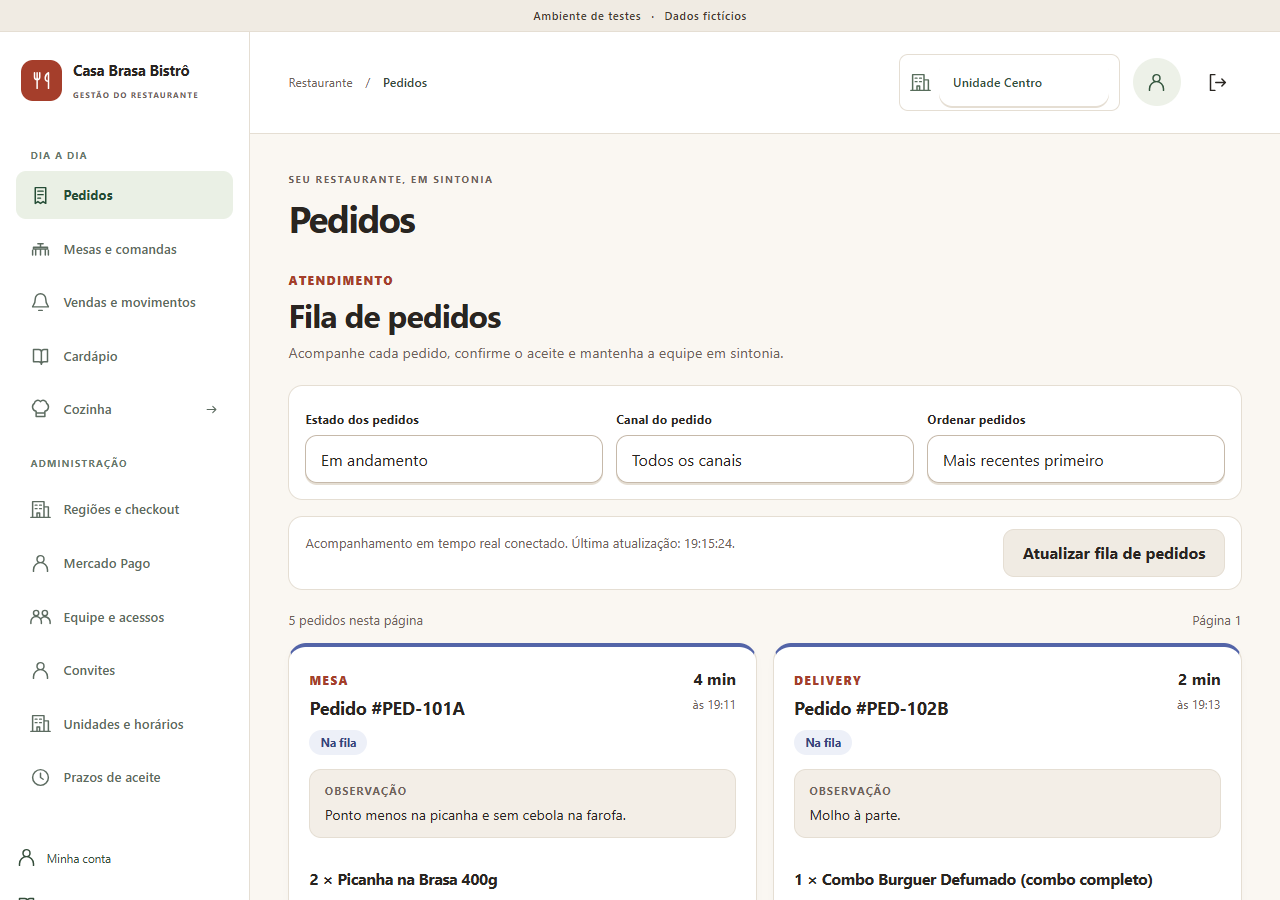 Ambiente de testes · Dados fictícios
Casa Brasa Bistrô
GESTÃO DO RESTAURANTE
DIA A DIA
Pedidos
Mesas e comandas
Vendas e movimentos
Cardápio
Cozinha →
ADMINISTRAÇÃO
Regiões e checkout
Mercado Pago
Equipe e acessos
Convites
Unidades e horários
Prazos de aceite
Minha conta
Restaurante / Pedidos
Unidade Centro
SEU RESTAURANTE, EM SINTONIA
Pedidos
ATENDIMENTO
Fila de pedidos
Acompanhe cada pedido, confirme o aceite e mantenha a equipe em sintonia.
Estado dos pedidos
Em andamento
Canal do pedido
Todos os canais
Ordenar pedidos
Mais recentes primeiro
Acompanhamento em tempo real conectado. Última atualização: 19:15:24.
Atualizar fila de pedidos
5 pedidos nesta página
Página 1
MESA
4 min
Pedido #PED-101A
às 19:11
Na fila
OBSERVAÇÃO
Ponto menos na picanha e sem cebola na farofa.
2 × Picanha na Brasa 400g
DELIVERY
2 min
Pedido #PED-102B
às 19:13
Na fila
OBSERVAÇÃO
Molho à parte.
1 × Combo Burguer Defumado (combo completo)